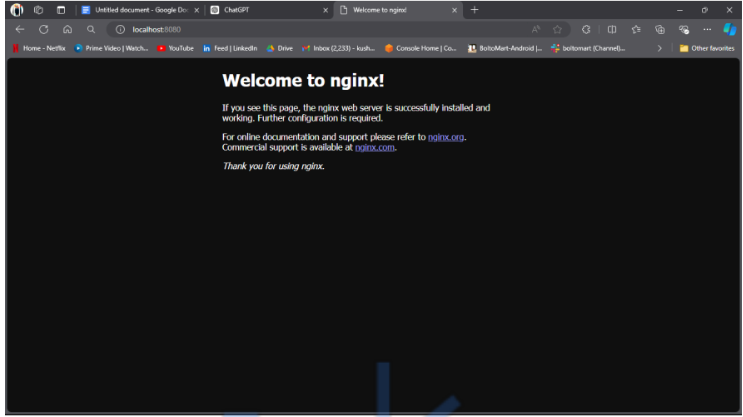 Untitled document - Google Doc
ChatGPT
Welcome to nginx!
localhost:8080
Home - Netflix
Prime Video | Watch...
YouTube
Feed | LinkedIn
Drive
Inbox (2,233) - kush...
Console Home | Co...
BoltoMart-Android |...
boltomart (Channel)...
Other favorites
Welcome to nginx!
If you see this page, the nginx web server is successfully installed and
working. Further configuration is required.
For online documentation and support please refer to nginx.org.
Commercial support is available at nginx.com.
Thank you for using nginx.